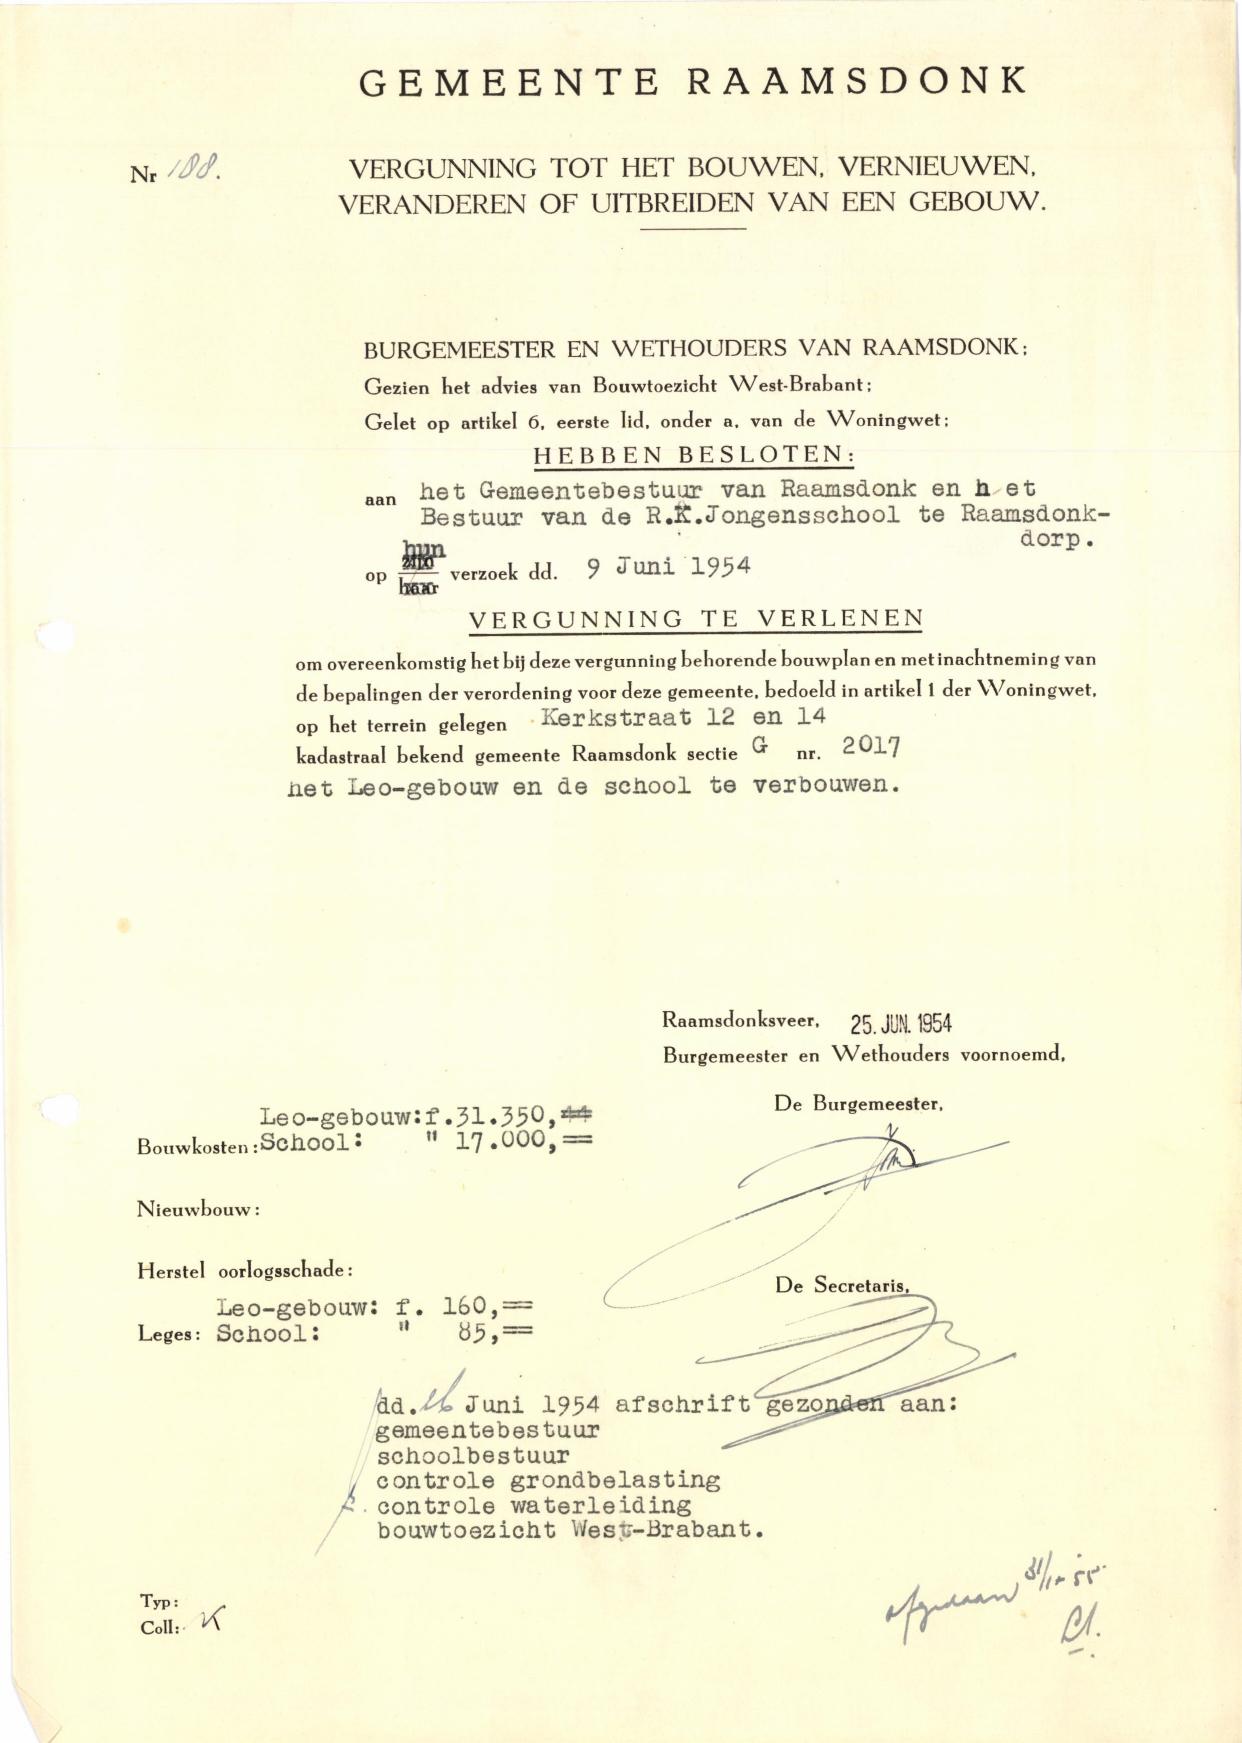 GEMEENTE RAAMSDONK
Nr 188.
VERGUNNING TOT HET BOUWEN, VERNIEUWEN,
VERANDEREN OF UITBREIDEN VAN EEN GEBOUW.
BURGEMEESTER EN WETHOUDERS VAN RAAMSDONK;
Gezien het advies van Bouwtoezicht West-Brabant;
Gelet op artikel 6, eerste lid, onder a, van de Woningwet;
HEBBEN BESLOTEN:
aan het Gemeentebestuur van Raamsdonk en het
Bestuur van de R.K.Jongensschool te Raamsdonk-
dorp.
op hun verzoek dd. 9 Juni 1954
haar
VERGUNNING TE VERLENEN
om overeenkomstig het bij deze vergunning behorende bouwplan en met inachtneming van
de bepalingen der verordening voor deze gemeente, bedoeld in artikel 1 der Woningwet,
op het terrein gelegen Kerkstraat 12 en 14
kadastraal bekend gemeente Raamsdonk sectie G nr. 2017
het Leo-gebouw en de school te verbouwen.
Raamsdonksveer, 25. JUN. 1954
Burgemeester en Wethouders voornoemd,
De Burgemeester,
Leo-gebouw:f.31.350,==
Bouwkosten: School: " 17.000,==
Nieuwbouw:
Herstel oorlogsschade:
De Secretaris,
Leo-gebouw: f. 160,==
Leges: School: " 85,==
dd. 26 Juni 1954 afschrift gezonden aan:
gemeentebestuur
schoolbestuur
controle grondbelasting
controle waterleiding
bouwtoezicht West-Brabant.
afgedaan 31/1-55
Typ:
Coll: K